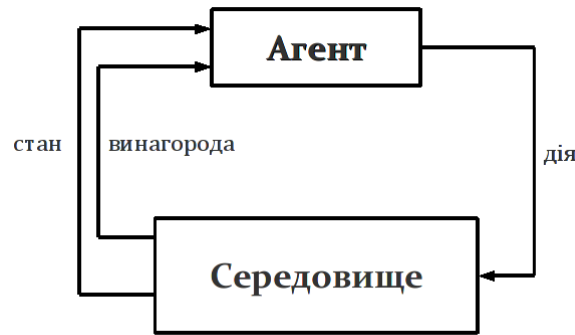 Агент
стан
винагорода
дія
Середовище